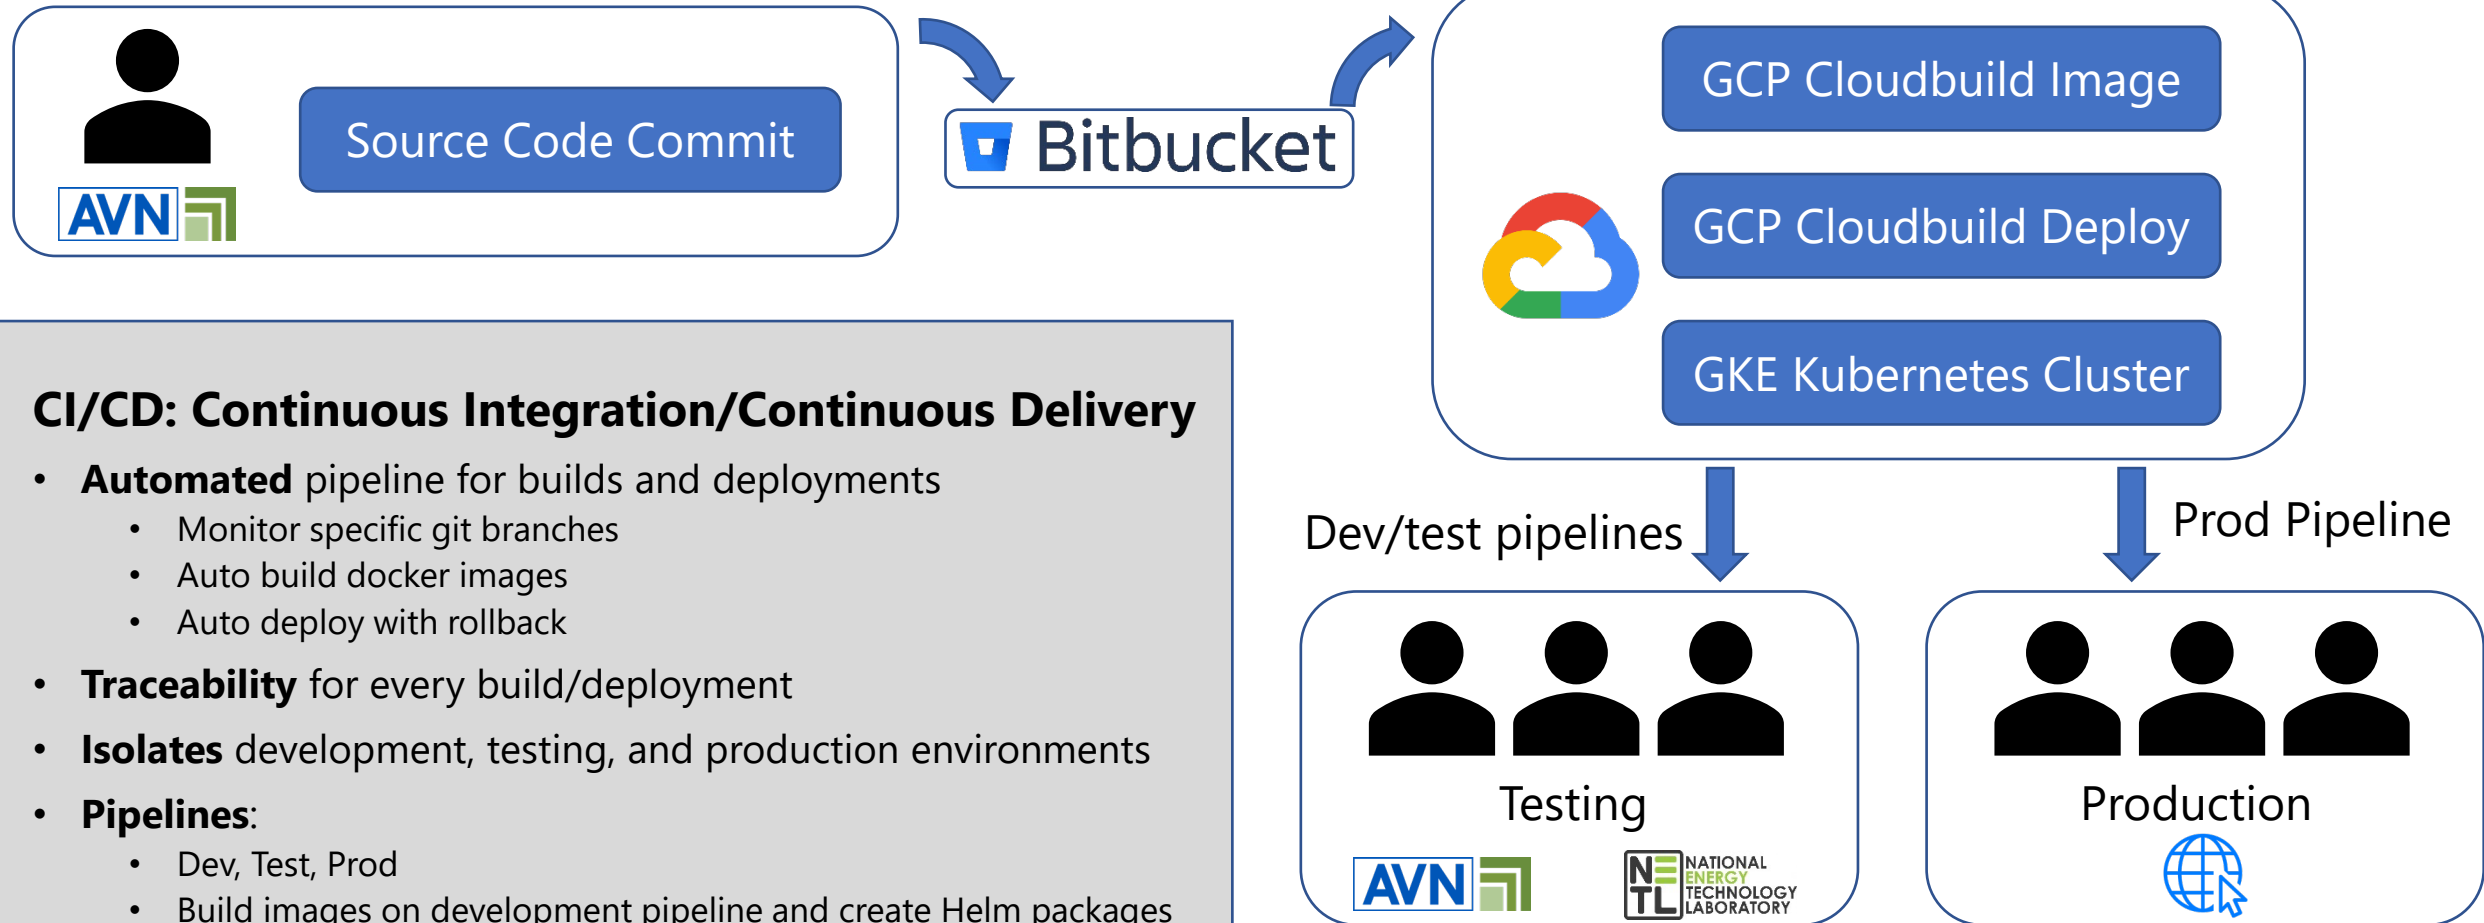 Source Code Commit
AVN
Bitbucket
GCP Cloudbuild Image
GCP Cloudbuild Deploy
GKE Kubernetes Cluster
CI/CD: Continuous Integration/Continuous Delivery
• Automated pipeline for builds and deployments
• Monitor specific git branches
• Auto build docker images
• Auto deploy with rollback
• Traceability for every build/deployment
• Isolates development, testing, and production environments
• Pipelines:
• Dev, Test, Prod
• Build images on development pipeline and create Helm packages
Dev/test pipelines
Prod Pipeline
Testing
AVN
NETL
NATIONAL
ENERGY
TECHNOLOGY
LABORATORY
Production